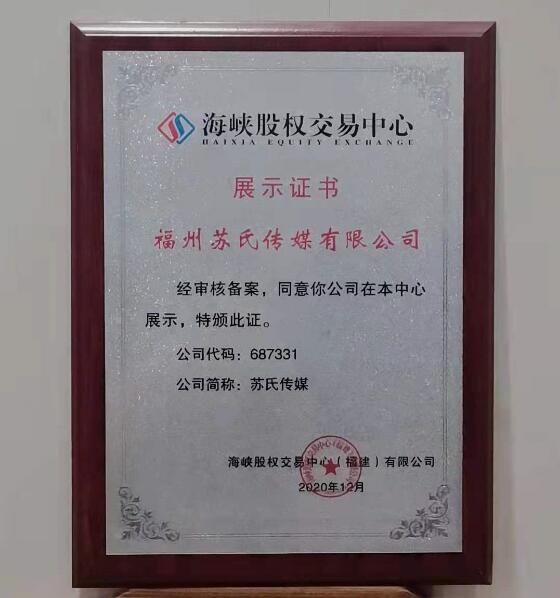 海峡股权交易中心
HAIXIA EQUITY EXCHANGE
展示证书
福州苏氏传媒有限公司
经审核备案，同意你公司在本中心
展示，特颁此证。
公司代码：687331
公司简称：苏氏传媒
海峡股权交易中心（福建）有限公司
2020年12月